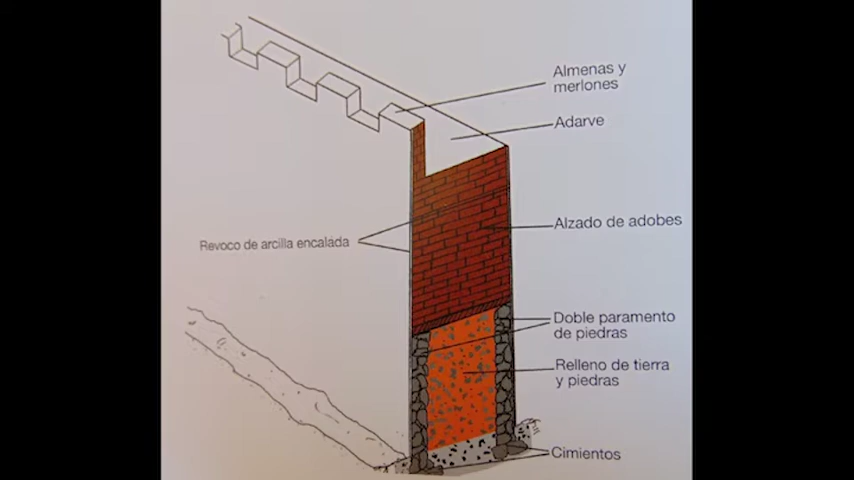 Almenas y
merlones
Adarve
Revoco de arcilla encalada
Alzado de adobes
Doble paramento
de piedras
Relleno de tierra
y piedras
Cimientos